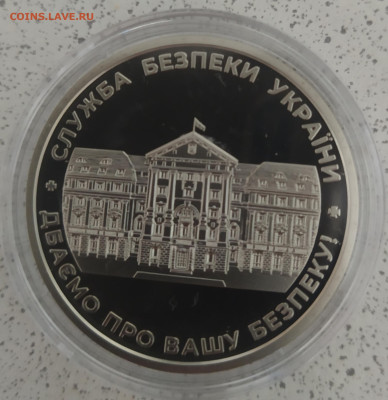 COINS.LAVE.RU
СЛУЖБА БЕЗПЕКИ УКРАЇНИ
ДБАЄМО ПРО ВАШУ БЕЗПЕКУ!